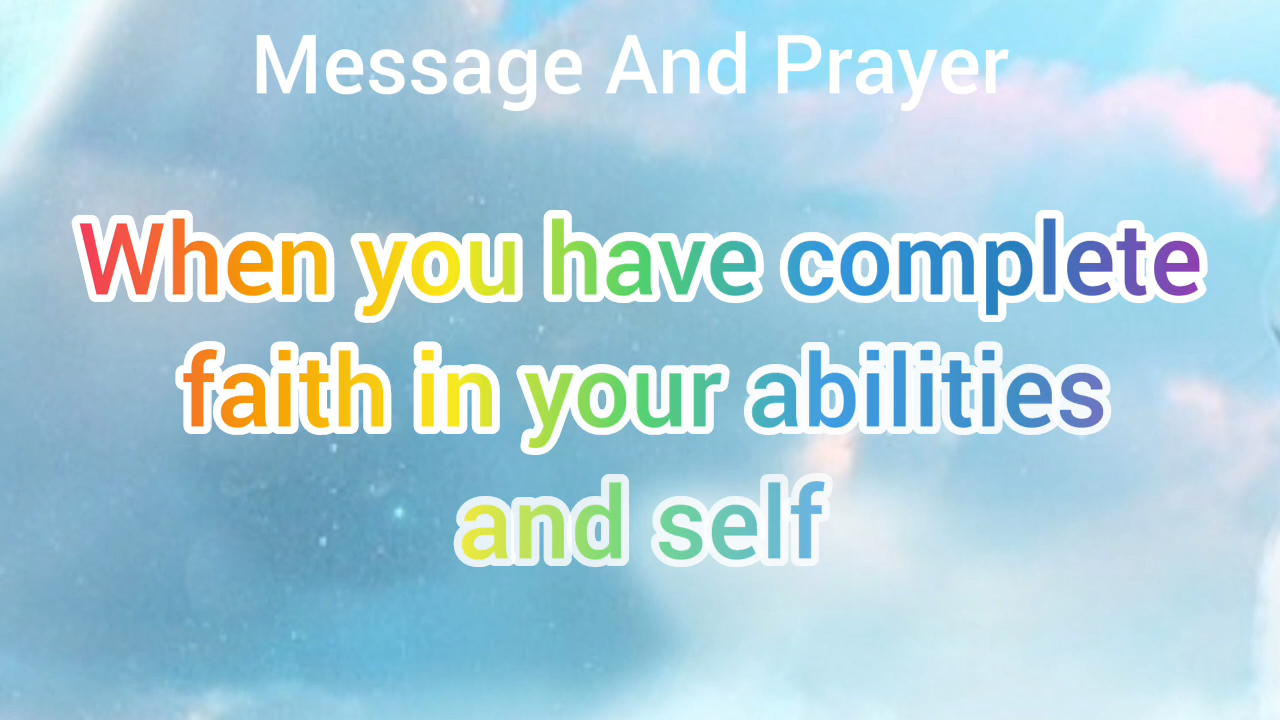 Message And Prayer
When you have complete
faith in your abilities
and self